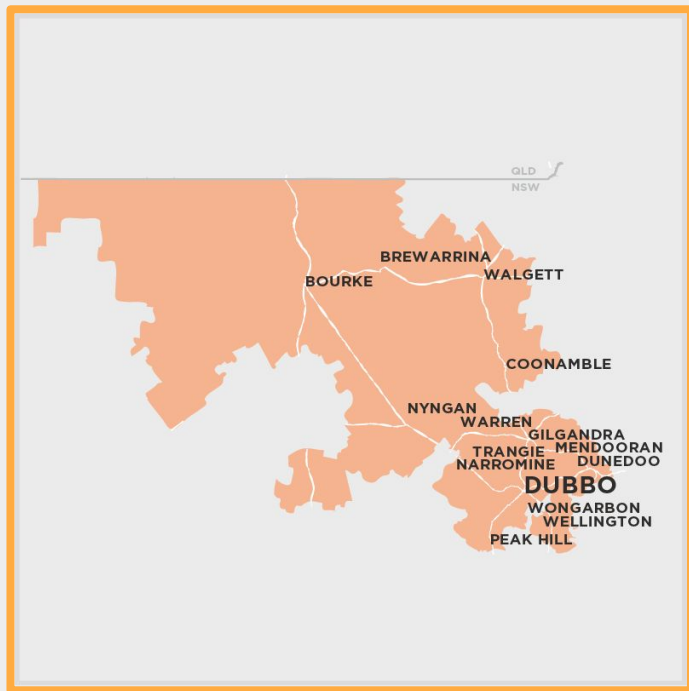 QLD
NSW
BREWARRINA
WALGETT
BOURKE
COONAMBLE
NYNGAN
WARREN
GILGANDRA
MENDOORAN
TRANGIE
DUNEDOO
NARROMINE
DUBBO
WONGARBON
WELLINGTON
PEAK HILL